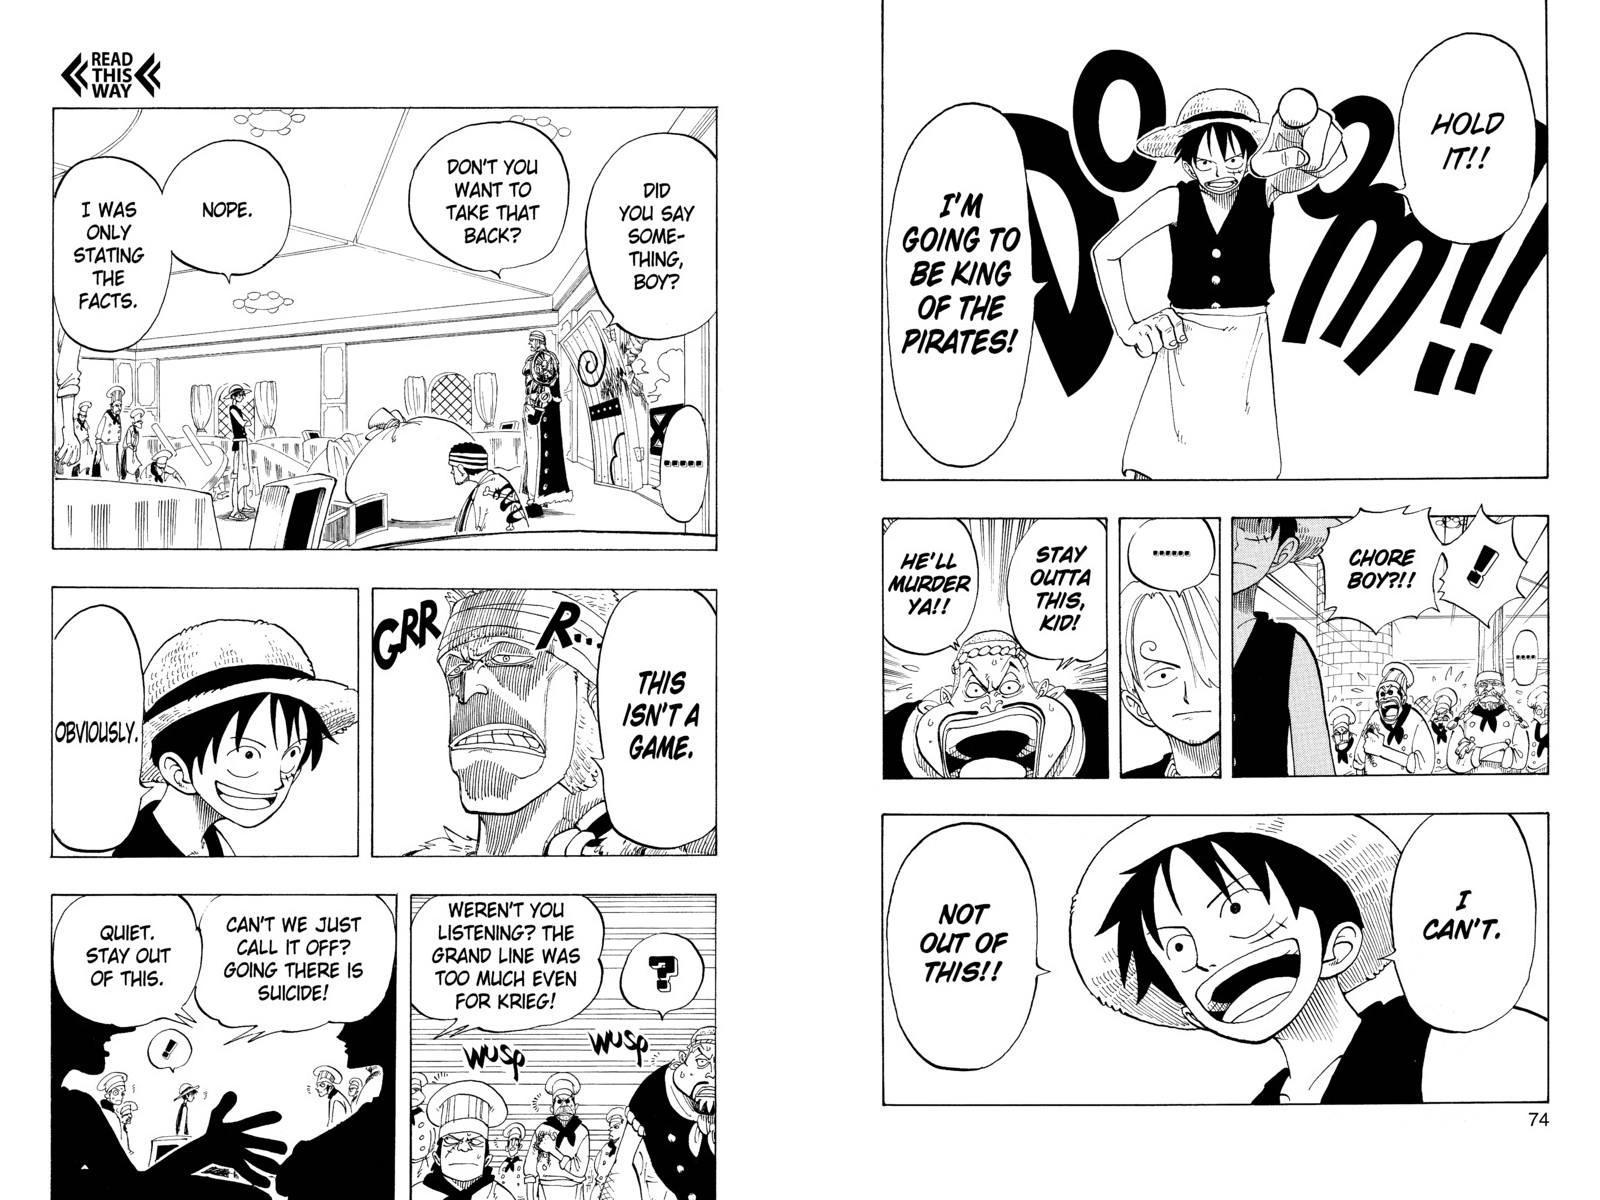 HOLD
IT!!
DOOM!!
I'M
GOING TO
BE KING
OF THE
PIRATES!
!
CHORE
BOY?!!
....
......
STAY
OUTTA
THIS,
KID!
HE'LL
MURDER
YA!!
I
CAN'T.
NOT
OUT OF
THIS!!
74
READ
THIS
WAY
DID
YOU SAY
SOME-
THING,
BOY?
DON'T YOU
WANT TO
TAKE THAT
BACK?
NOPE.
I WAS
ONLY
STATING
THE
FACTS.
.....
THIS
ISN'T A
GAME.
GRR
R...
OBVIOUSLY.
?
WEREN'T YOU
LISTENING? THE
GRAND LINE WAS
TOO MUCH EVEN
FOR KRIEG!
WUSP
WUSP
CAN'T WE JUST
CALL IT OFF?
GOING THERE IS
SUICIDE!
QUIET.
STAY OUT
OF THIS.
!